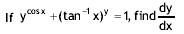 If y^cos x + (tan⁻¹ x)^y = 1, find dy/dx